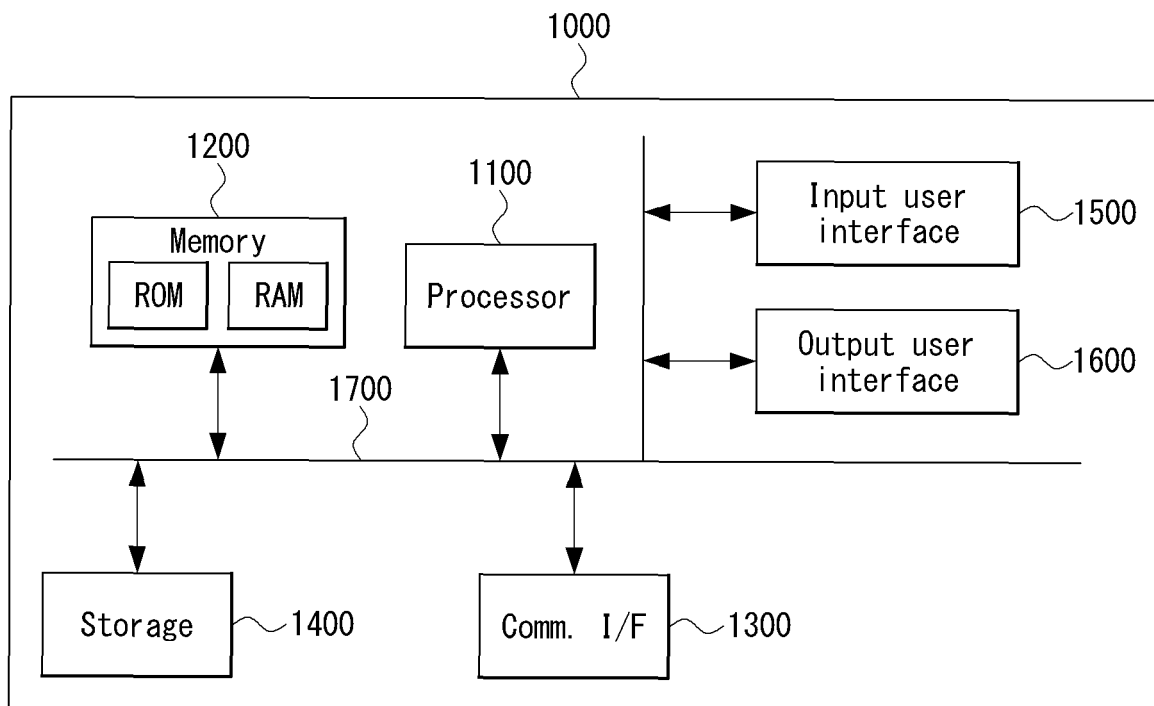 1000
1200
1100
Memory
ROM
RAM
Processor
Input user
interface
1500
Output user
interface
1600
1700
Storage
1400
Comm. I/F
1300